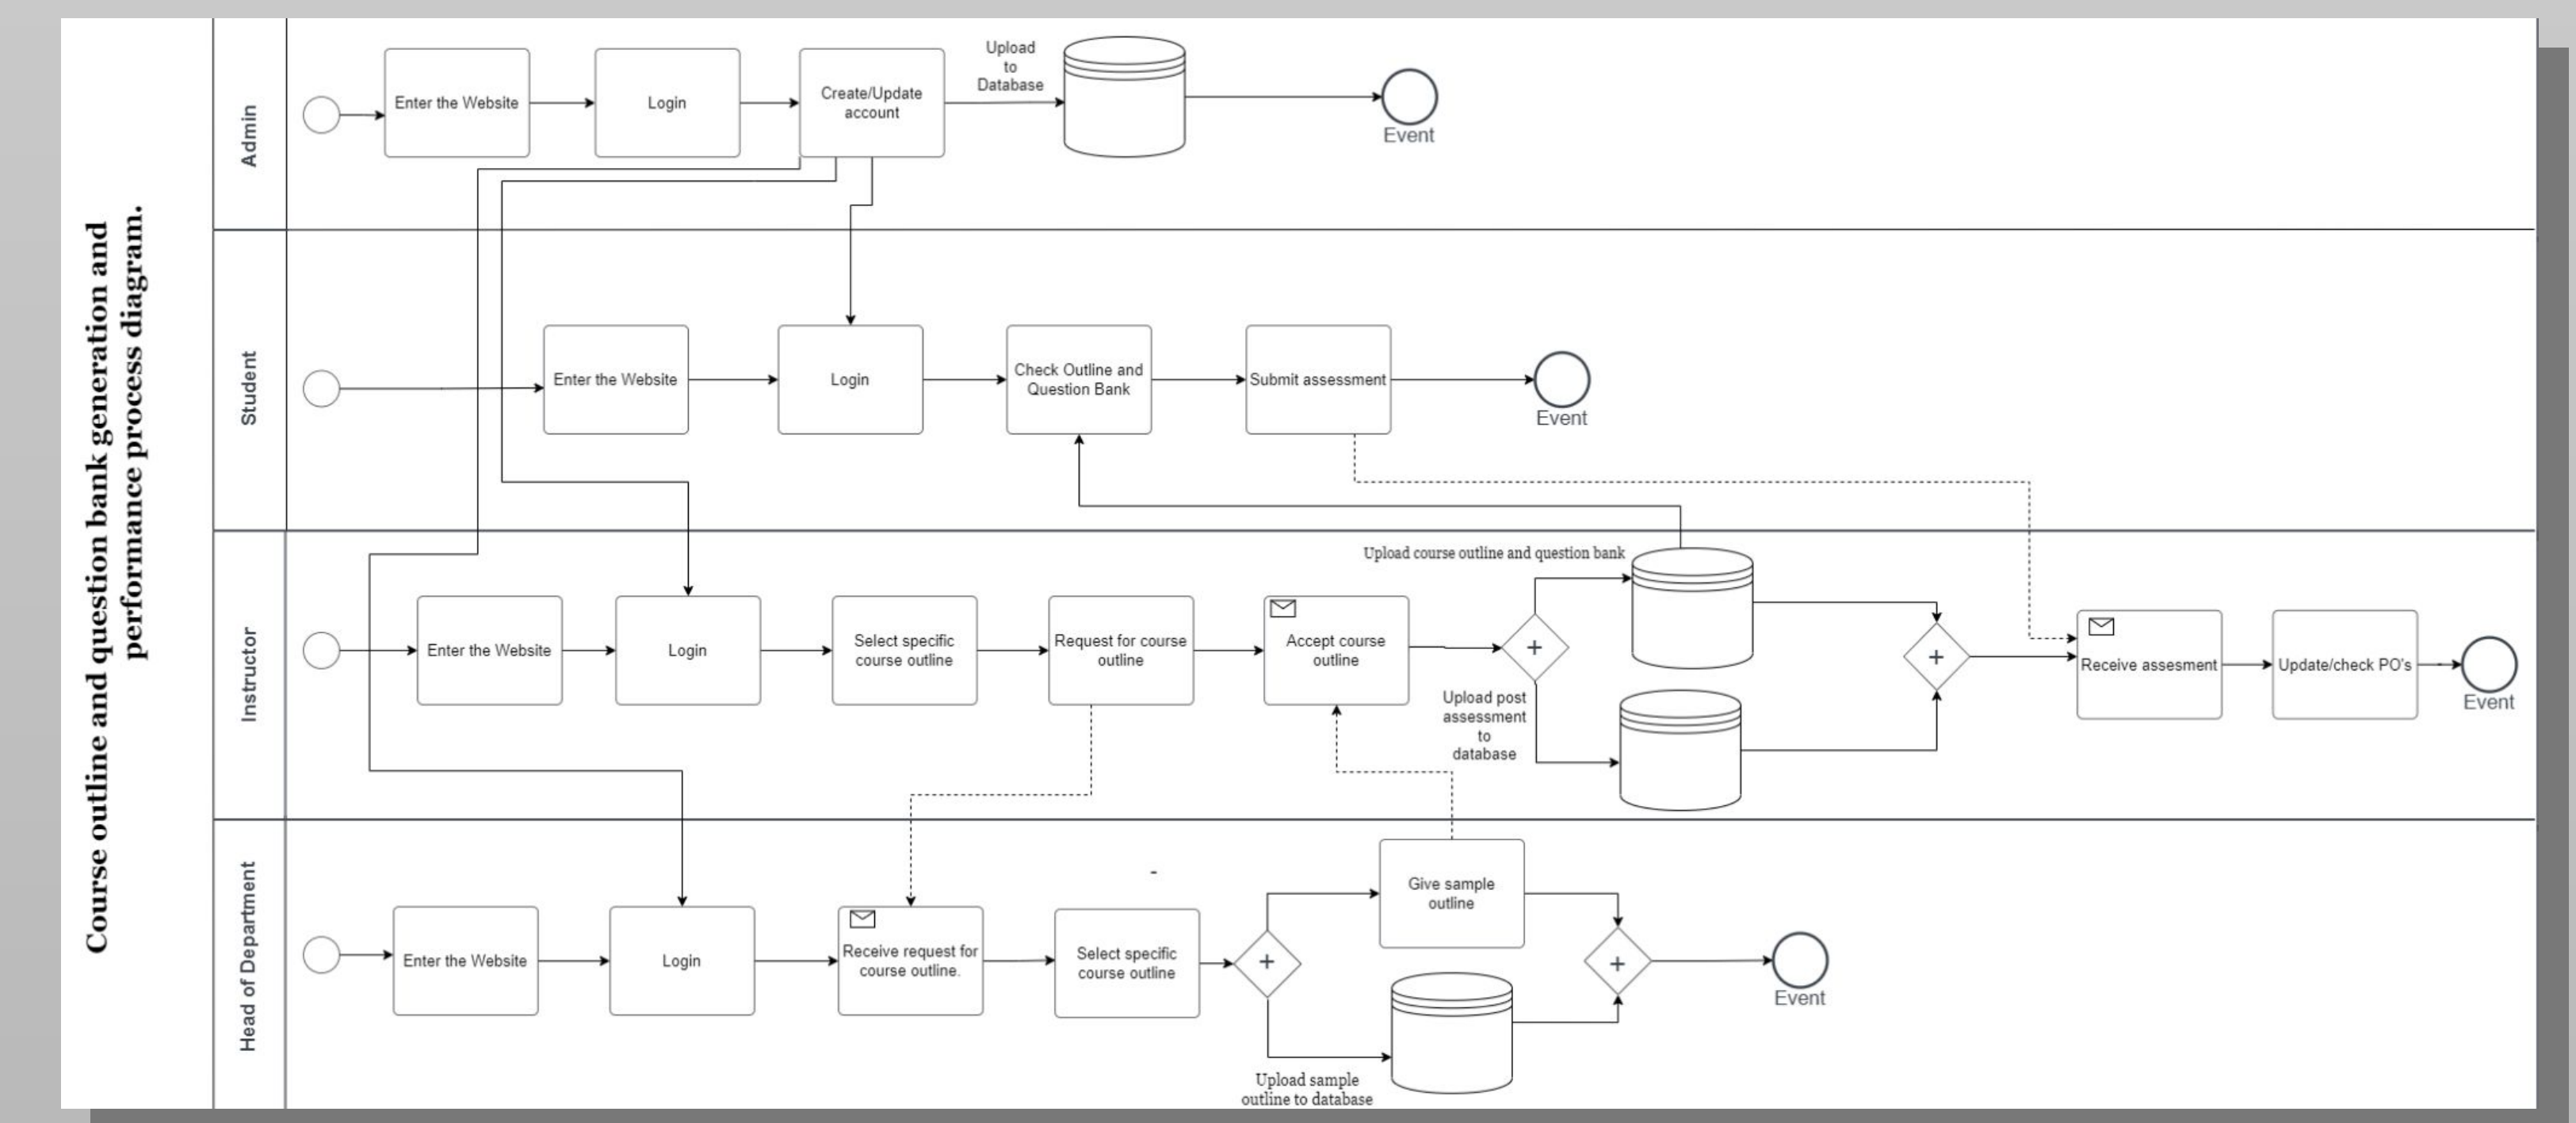 Course outline and question bank generation and
performance process diagram.
Admin
Enter the Website
Login
Create/Update
account
Upload
to
Database
Event
Student
Enter the Website
Login
Check Outline and
Question Bank
Submit assessment
Event
Instructor
Enter the Website
Login
Select specific
course outline
Request for course
outline
Accept course
outline
+
Upload course outline and question bank
Upload post
assessment
to
database
+
Receive assesment
Update/check PO's
Event
Head of Department
Enter the Website
Login
Receive request for
course outline.
-
Select specific
course outline
+
Give sample
outline
Upload sample
outline to database
+
Event